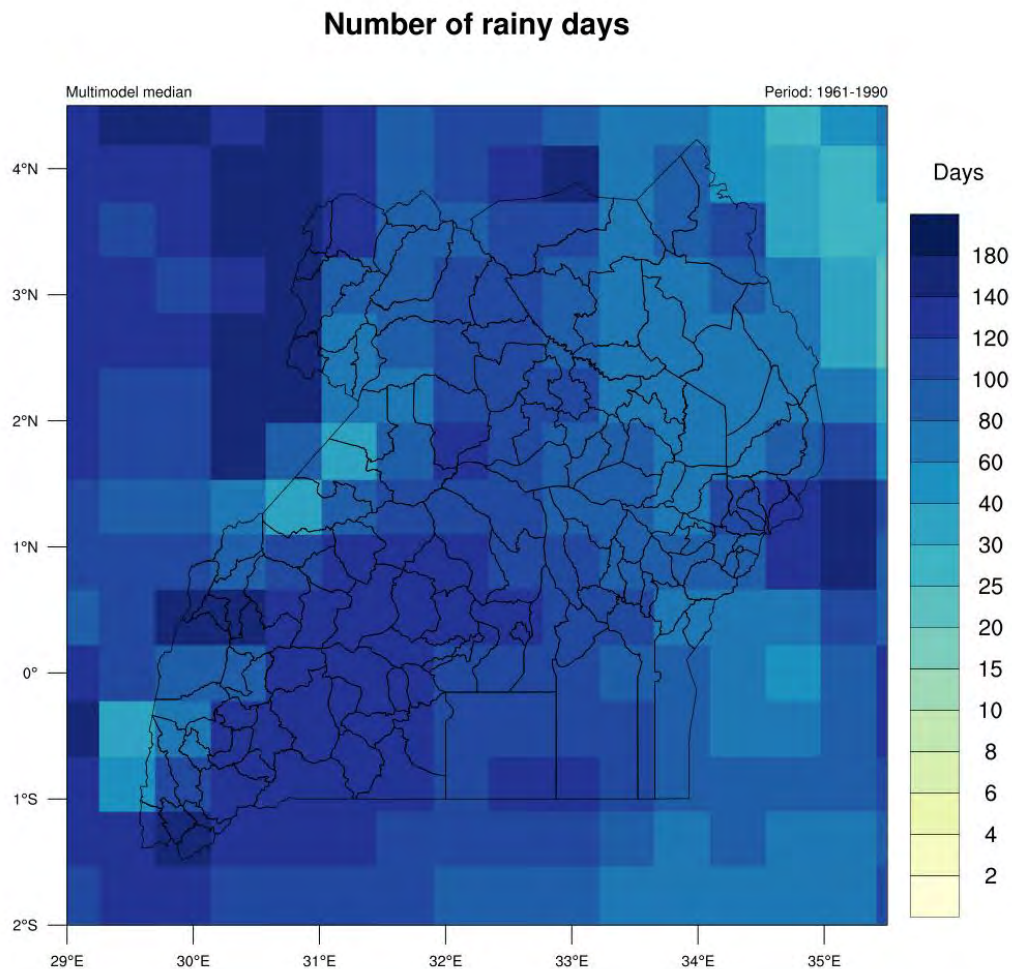 Number of rainy days
Multimodel median
Period: 1961-1990
Days
4°N
3°N
2°N
1°N
0°
1°S
2°S
29°E
30°E
31°E
32°E
33°E
34°E
35°E
180
140
120
100
80
60
40
30
25
20
15
10
8
6
4
2